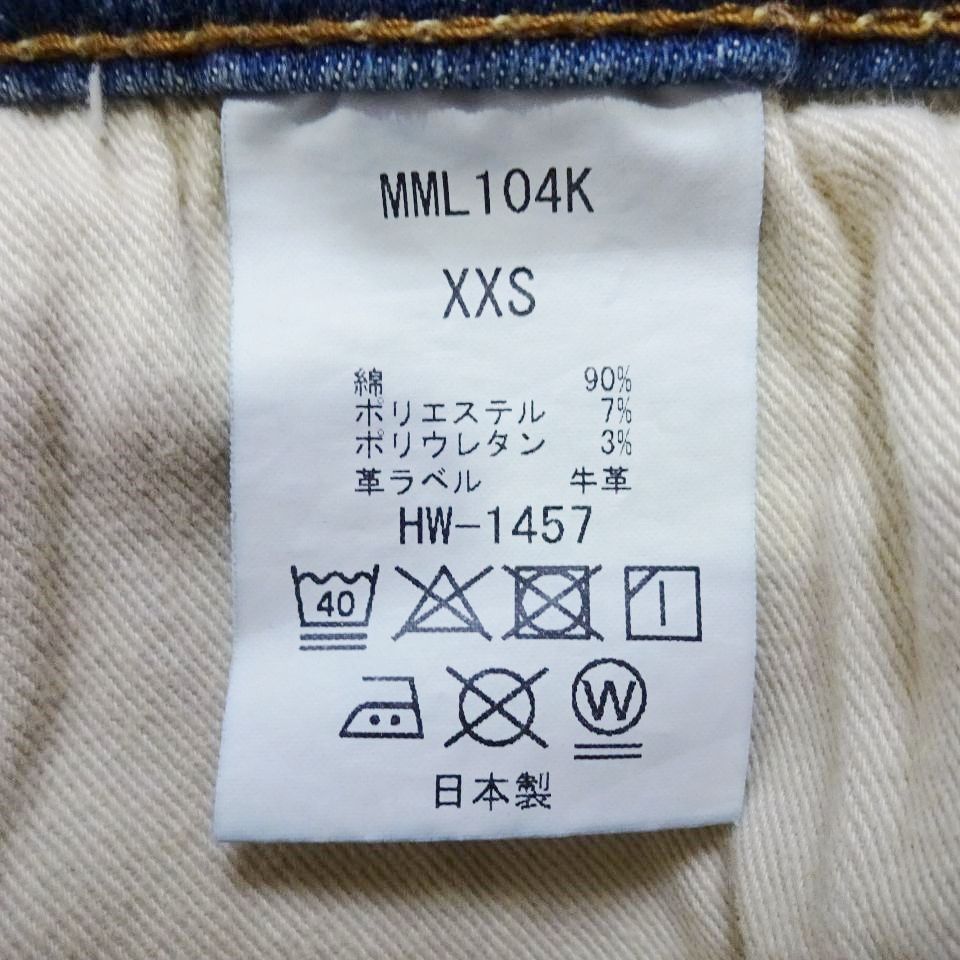 MML104K
XXS
綿 90%
ポリエステル 7%
ポリウレタン 3%
革ラベル 牛革
HW-1457
40
W
日本製